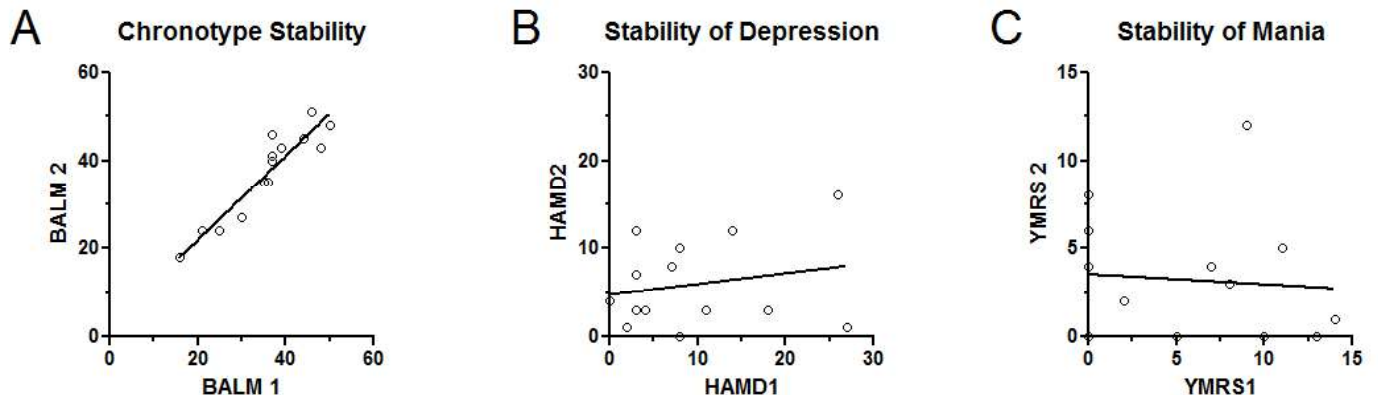 A Chronotype Stability
60
40
20
0
0 20 40 60
BALM 2
BALM 1
B Stability of Depression
30
20
10
0
0 10 20 30
HAMD2
HAMD1
C Stability of Mania
15
10
5
0
0 5 10 15
YMRS 2
YMRS1